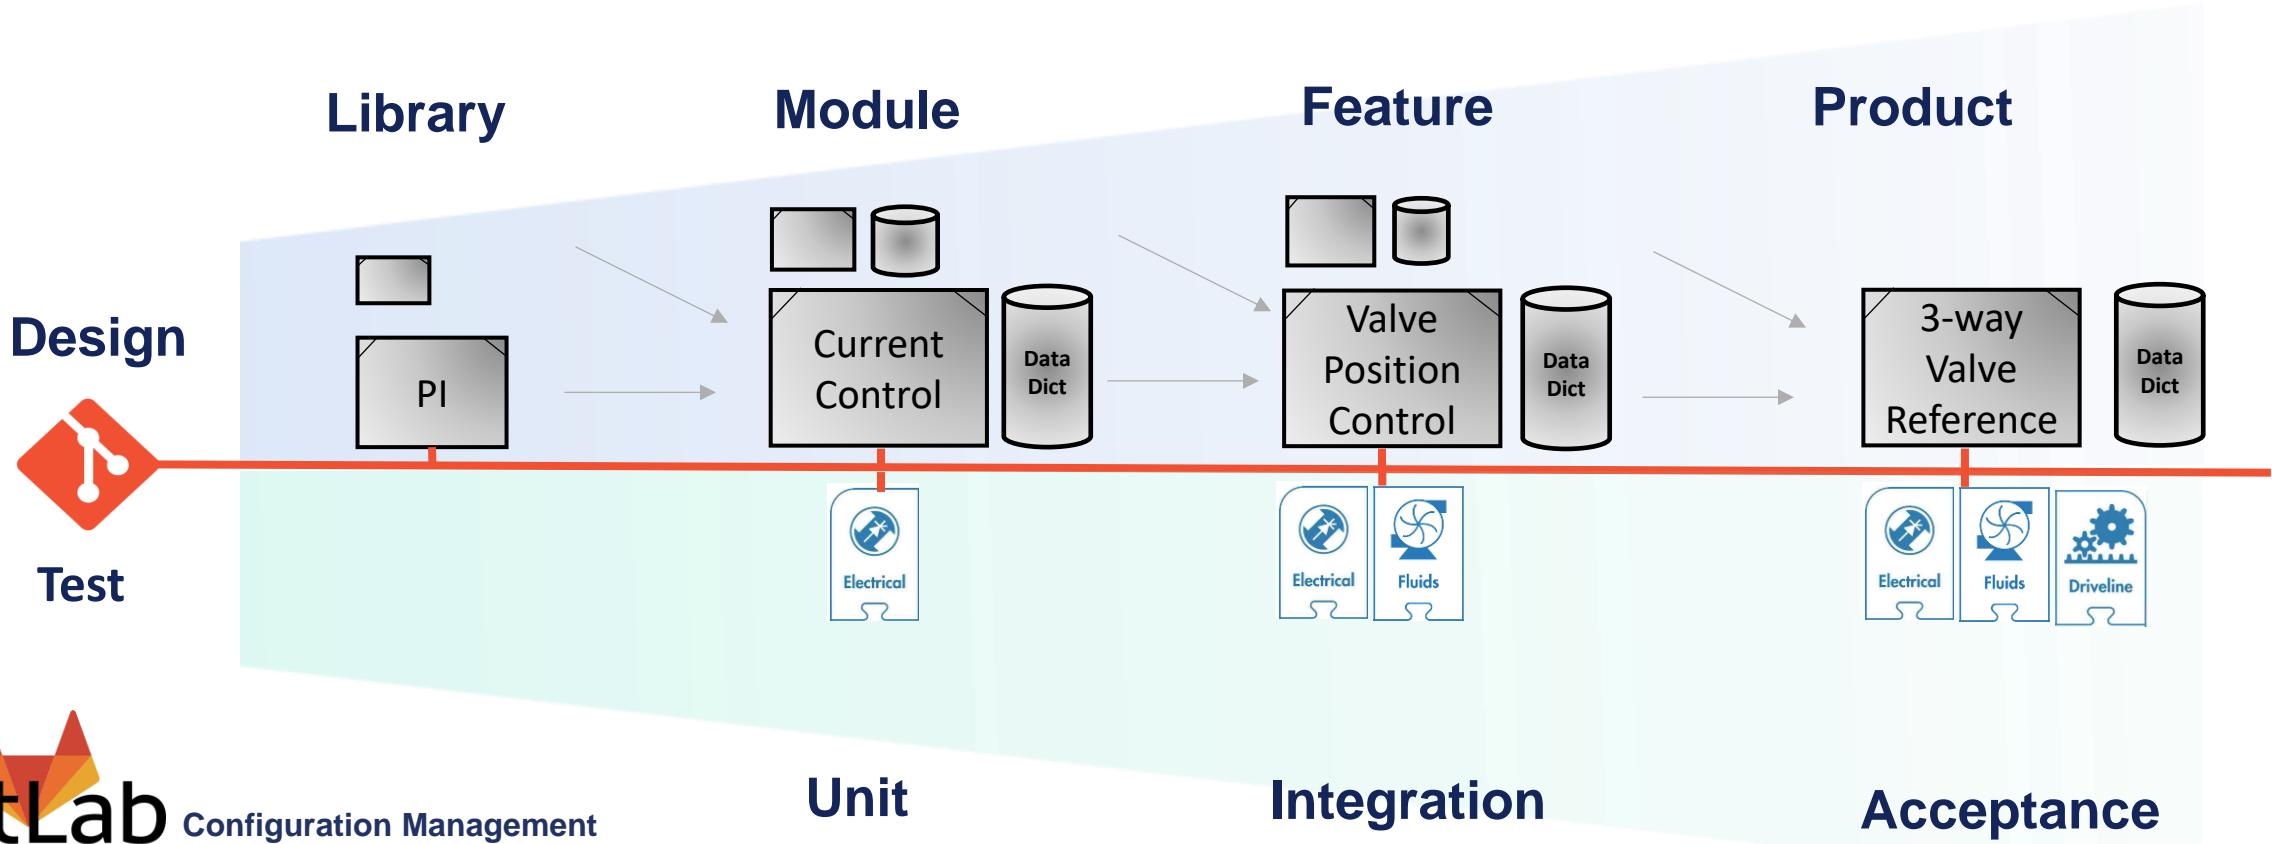 Library
Module
Feature
Product
Design
PI
Current
Control
Data
Dict
Valve
Position
Control
Data
Dict
3-way
Valve
Reference
Data
Dict
Test
Electrical
Electrical
Fluids
Electrical
Fluids
Driveline
tLab
Configuration Management
Unit
Integration
Acceptance